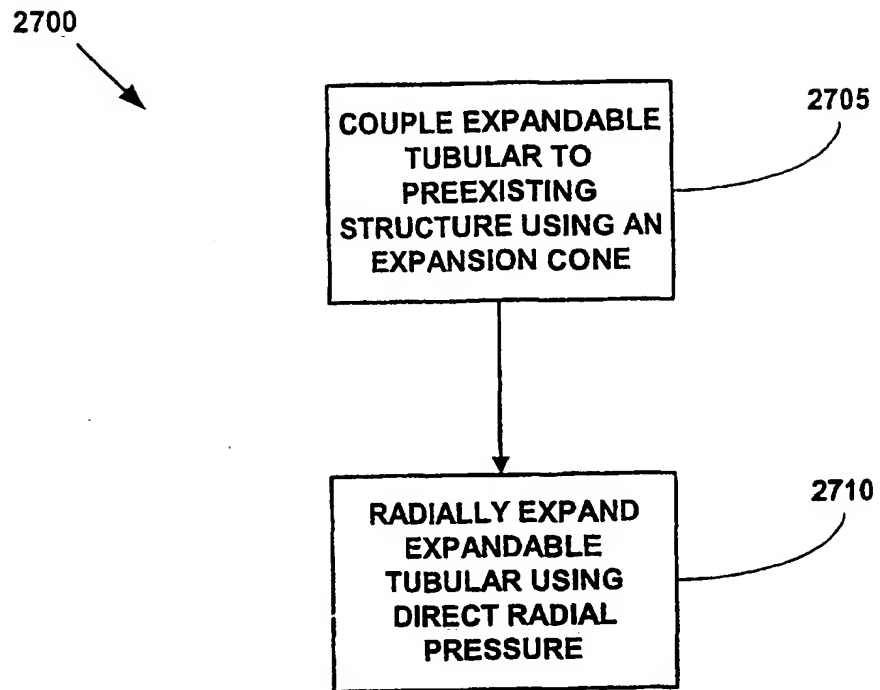 2700
2705
COUPLE EXPANDABLE
TUBULAR TO
PREEXISTING
STRUCTURE USING AN
EXPANSION CONE
2710
RADIALLY EXPAND
EXPANDABLE
TUBULAR USING
DIRECT RADIAL
PRESSURE